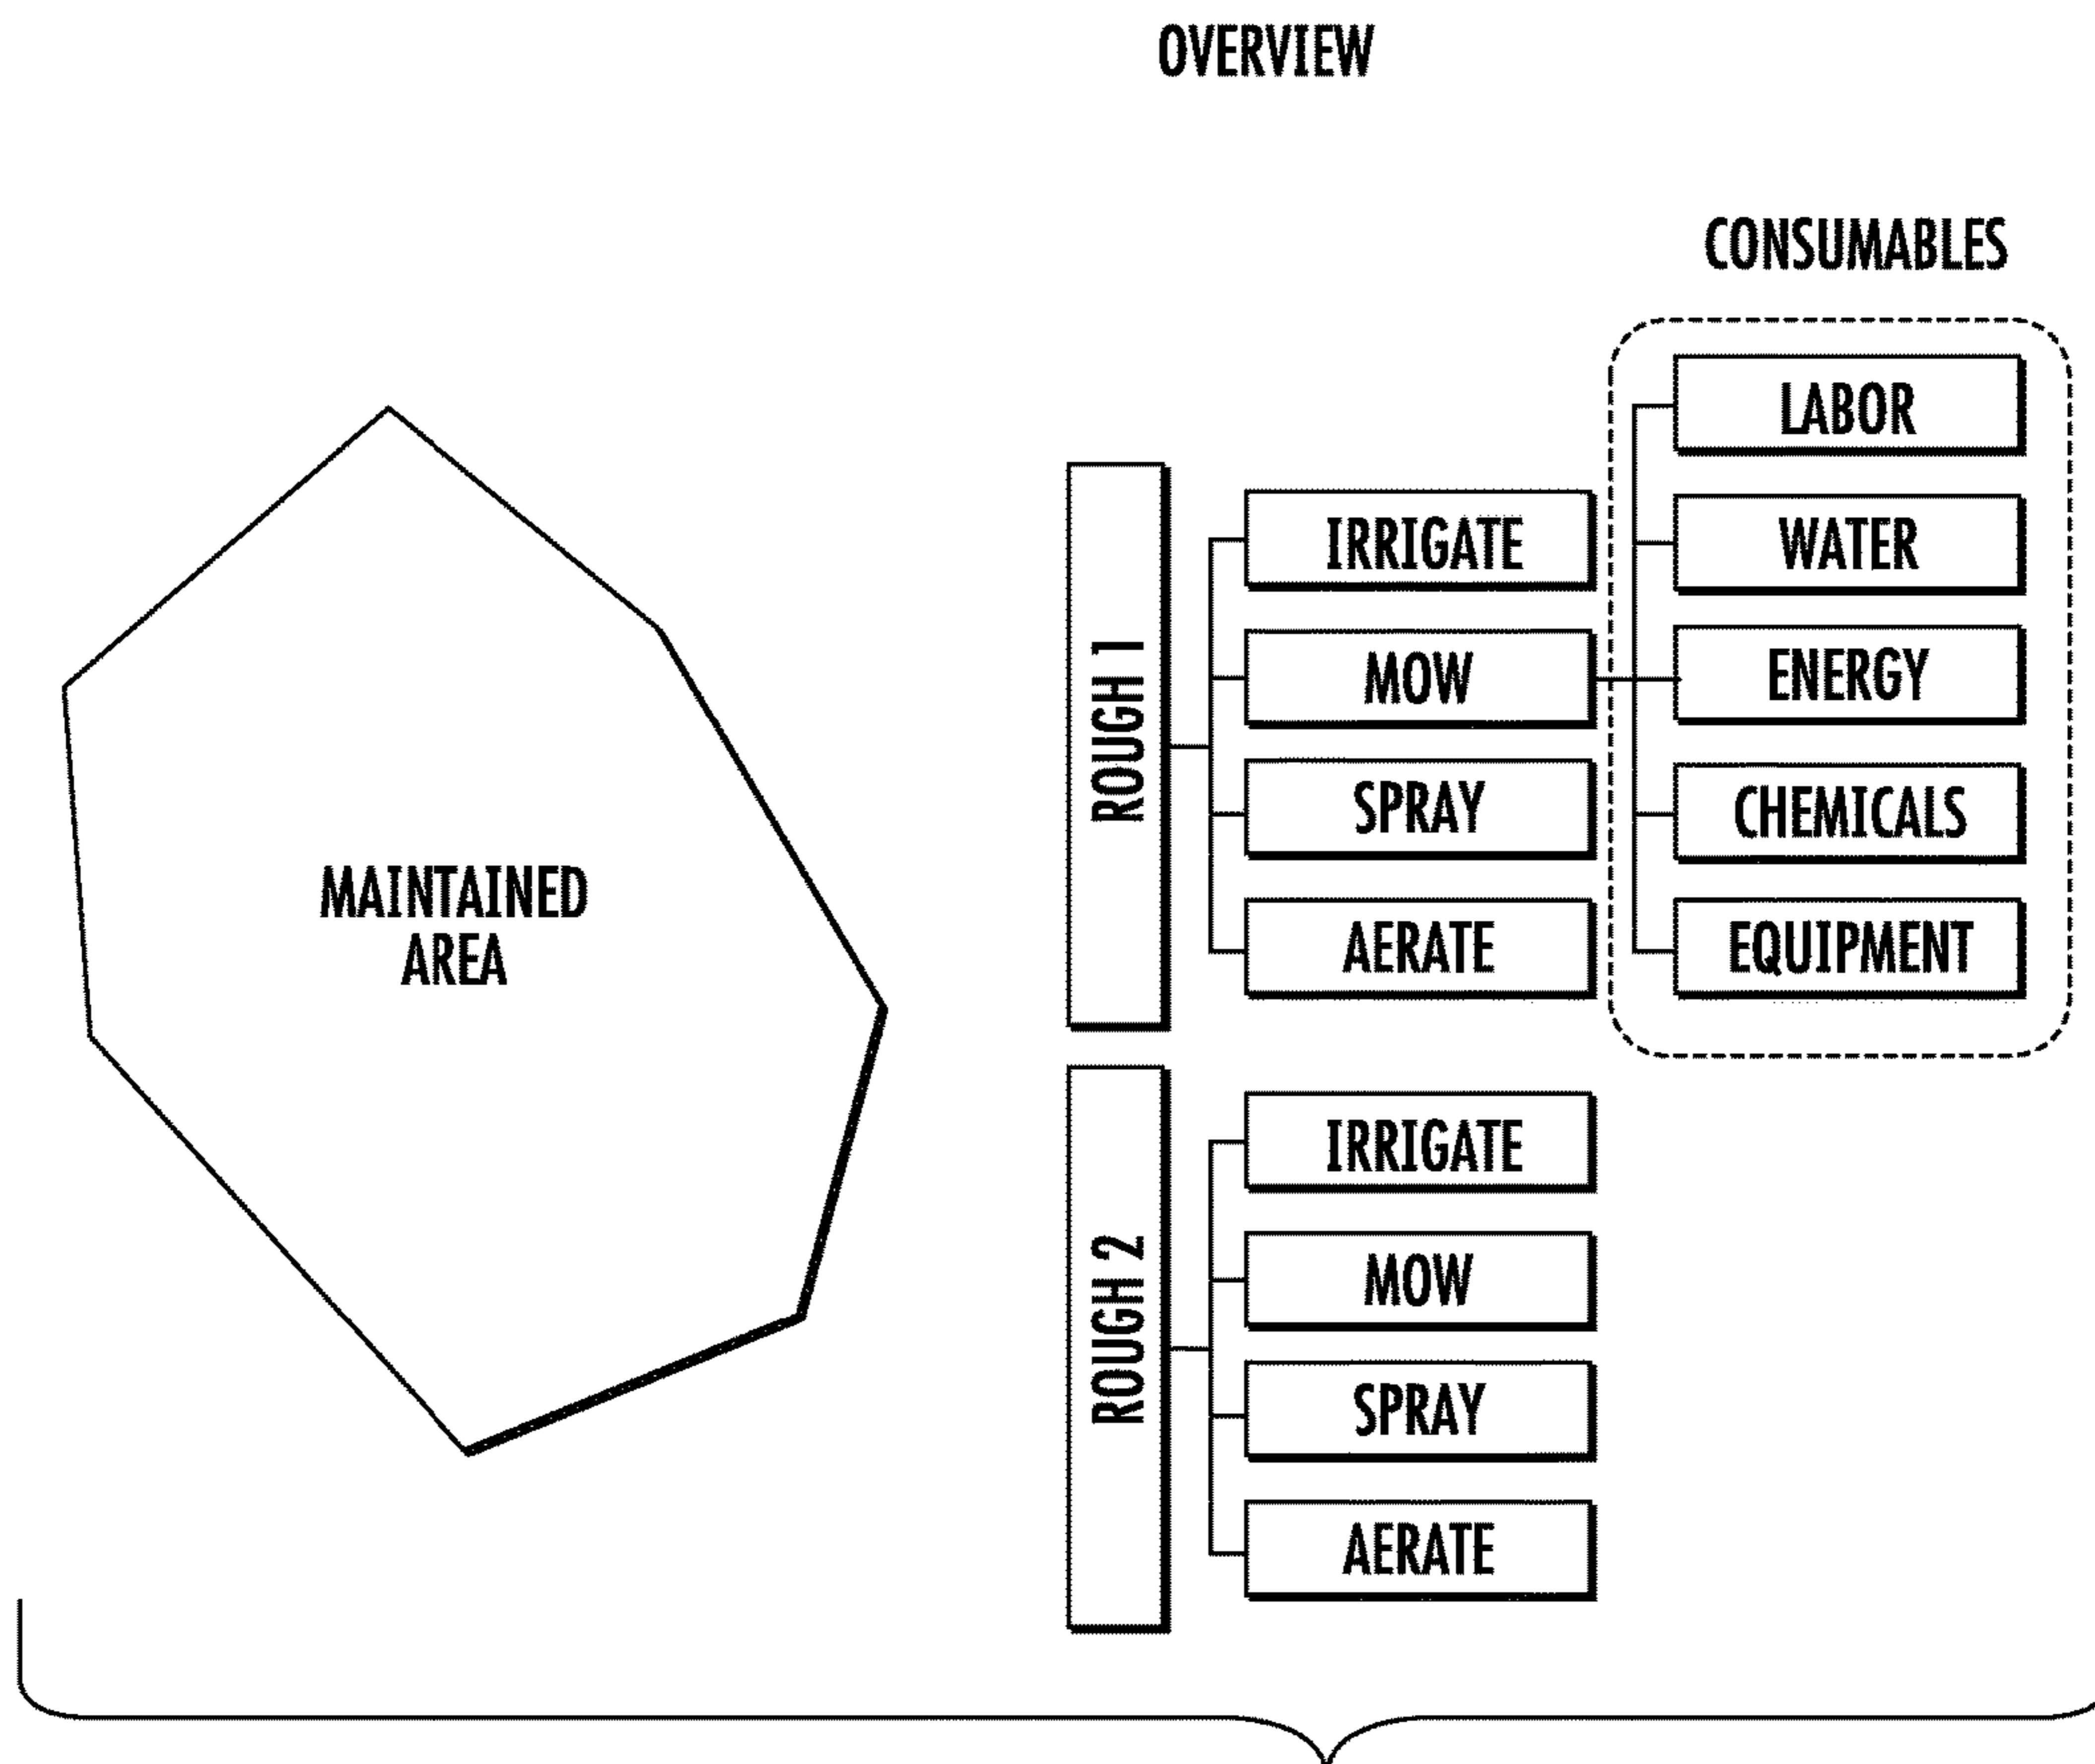 OVERVIEW
CONSUMABLES
MAINTAINED
AREA
ROUGH 1
IRRIGATE
MOW
SPRAY
AERATE
LABOR
WATER
ENERGY
CHEMICALS
EQUIPMENT
ROUGH 2
IRRIGATE
MOW
SPRAY
AERATE